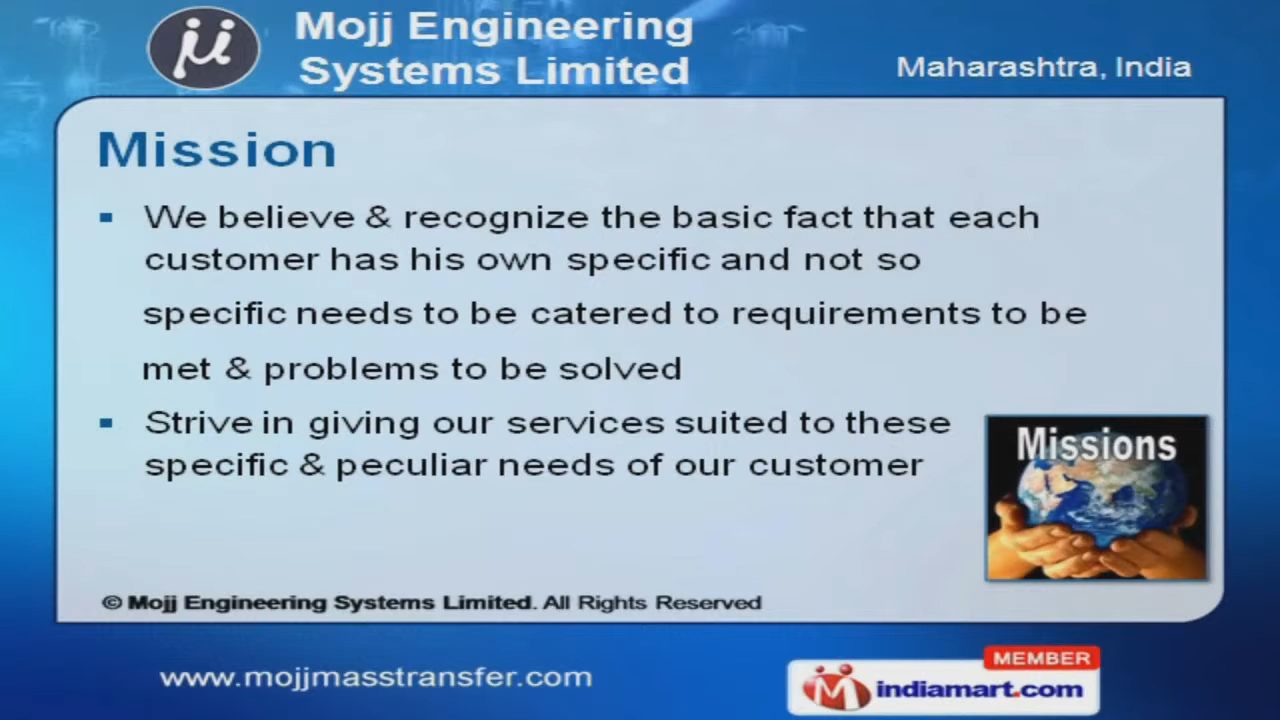 Mojj Engineering
Systems Limited
Maharashtra, India
Mission
▪ We believe & recognize the basic fact that each
customer has his own specific and not so
specific needs to be catered to requirements to be
met & problems to be solved
▪ Strive in giving our services suited to these
specific & peculiar needs of our customer
Missions
© Mojj Engineering Systems Limited. All Rights Reserved
www.mojjmasstransfer.com
MEMBER
indiamart.com